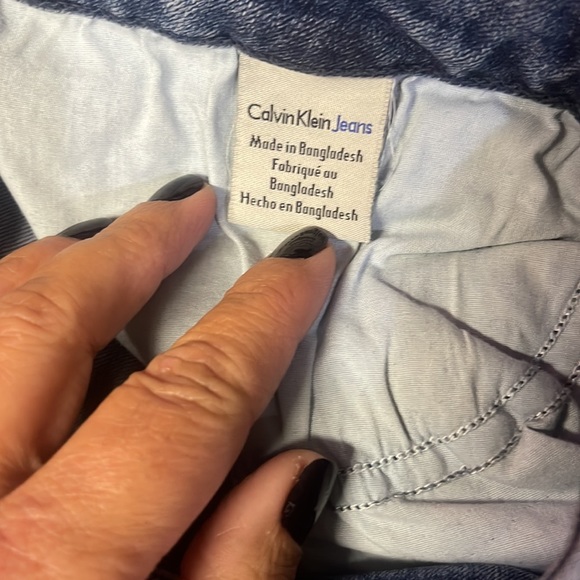 Calvin Klein Jeans
Made in Bangladesh
Fabriqué au
Bangladesh
Hecho en Bangladesh